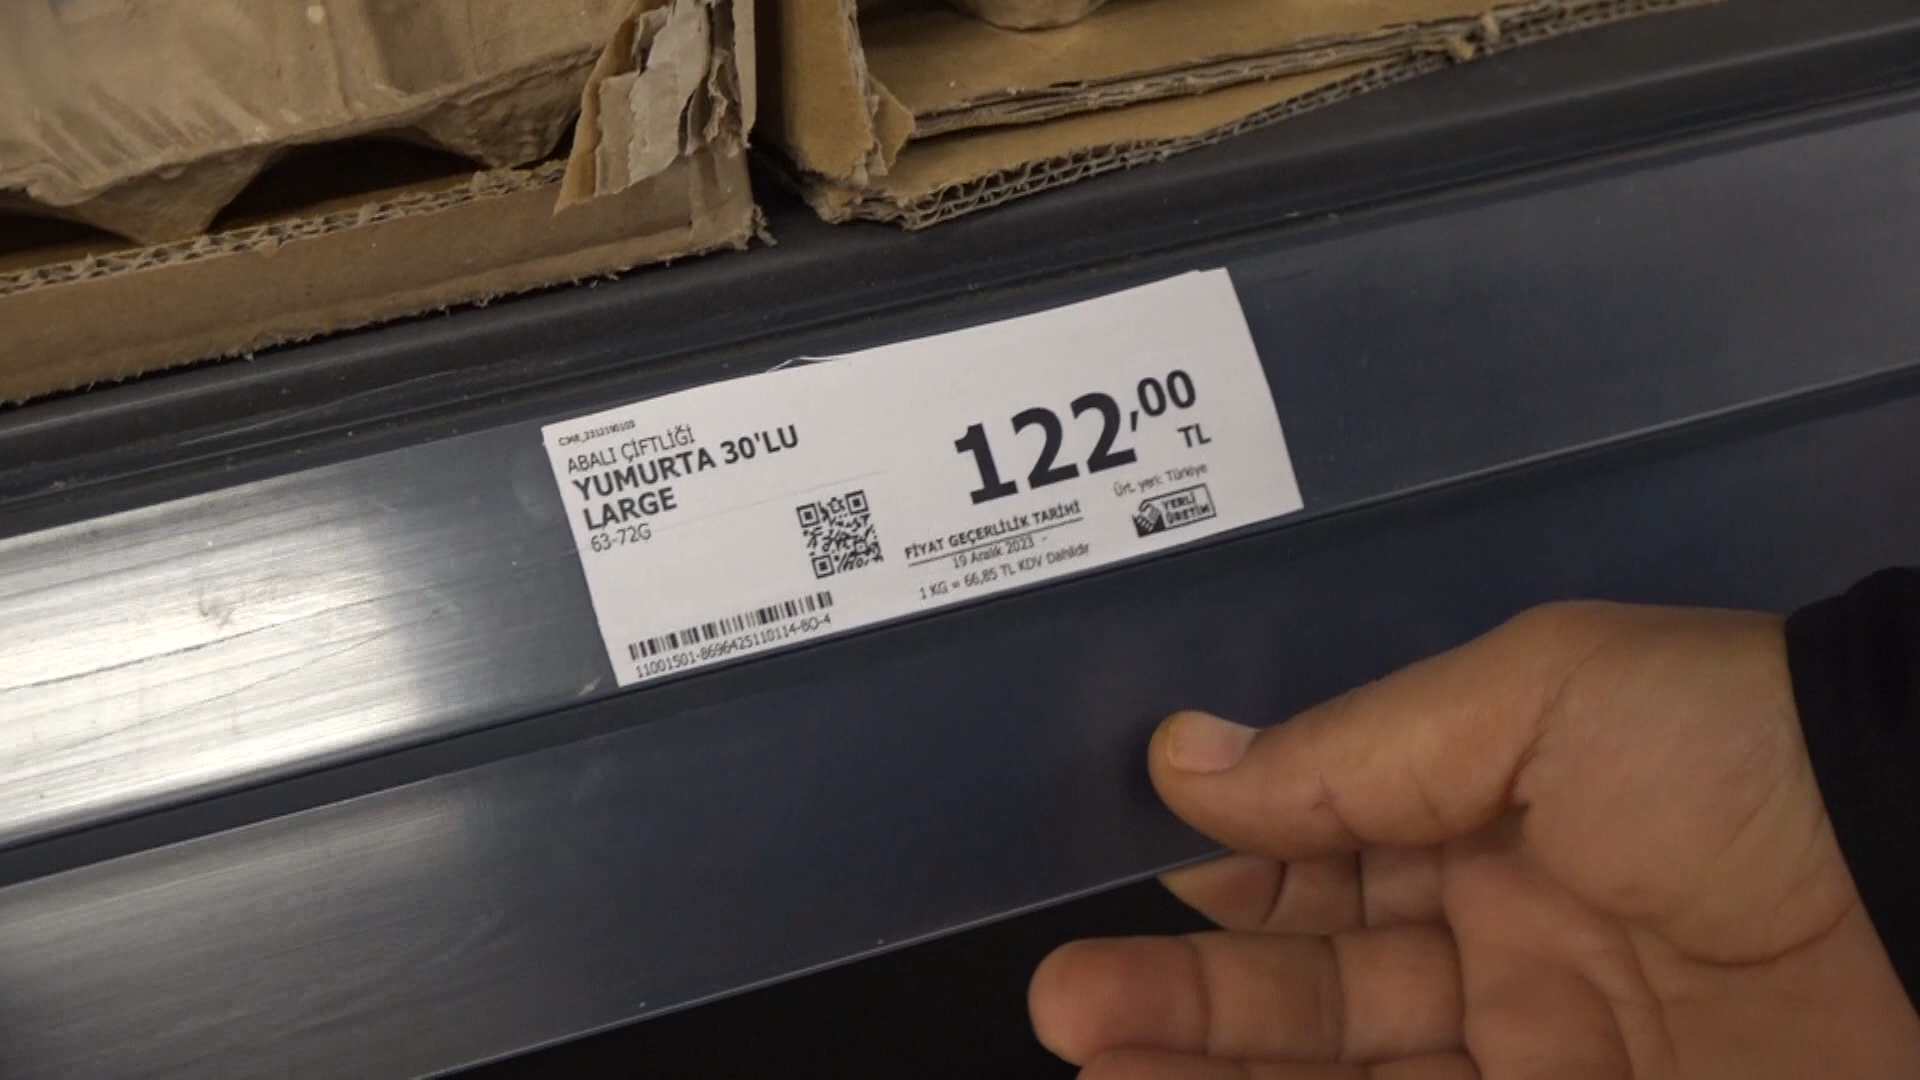 ABALI ÇİFTLİĞİ
YUMURTA 30'LU
LARGE
63-72G
122,00
TL
Ürt. yeri: Türkiye
YERLİ
ÜRETİM
FİYAT GEÇERLİLİK TARİHİ
19 Aralık 2023 -
1 KG = 66,85 TL KDV Dahildir
11001501-8696425110114-BQ-4